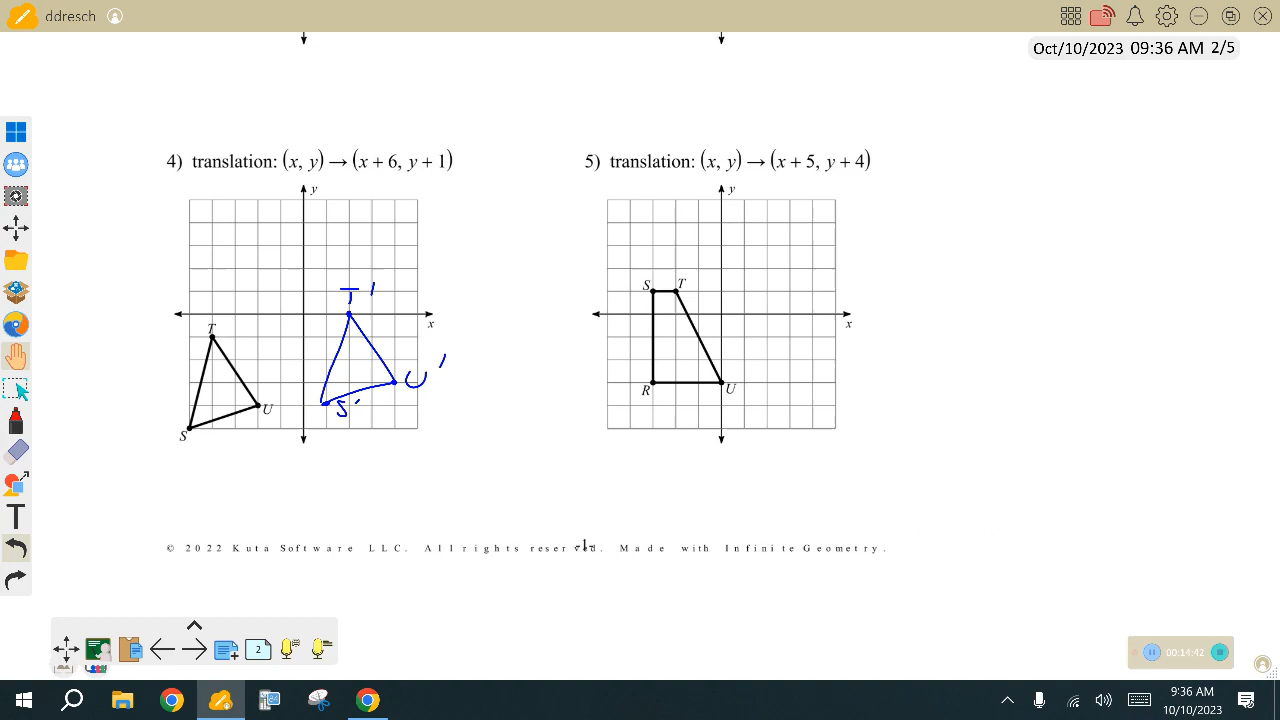 ddresch
Oct/10/2023 09:36 AM 2/5
4) translation: (x, y) → (x + 6, y + 1)
5) translation: (x, y) → (x + 5, y + 4)
y
y
T'
S T
x
x
T
U'
R U
U
S'
S
© 2022 Kuta Software LLC. All rights reserved. Made with Infinite Geometry.
-1-
2
T
00:14:42
9:36 AM
10/10/2023